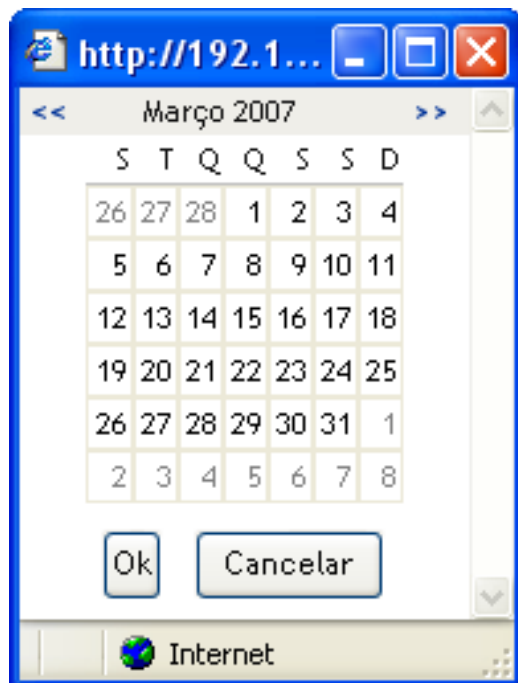 http://192.1...
<< Março 2007 >>
S T Q Q S S D
26 27 28 1 2 3 4
5 6 7 8 9 10 11
12 13 14 15 16 17 18
19 20 21 22 23 24 25
26 27 28 29 30 31 1
2 3 4 5 6 7 8
Ok Cancelar
Internet